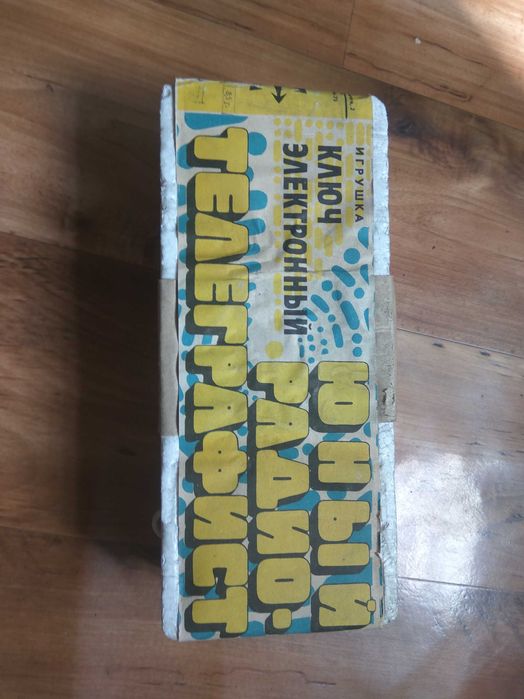 ИГРУШКА
КЛЮЧ
ЭЛЕКТРОННЫЙ
ЮНЫЙ
РАДИО-
ТЕЛЕГРАФИСТ